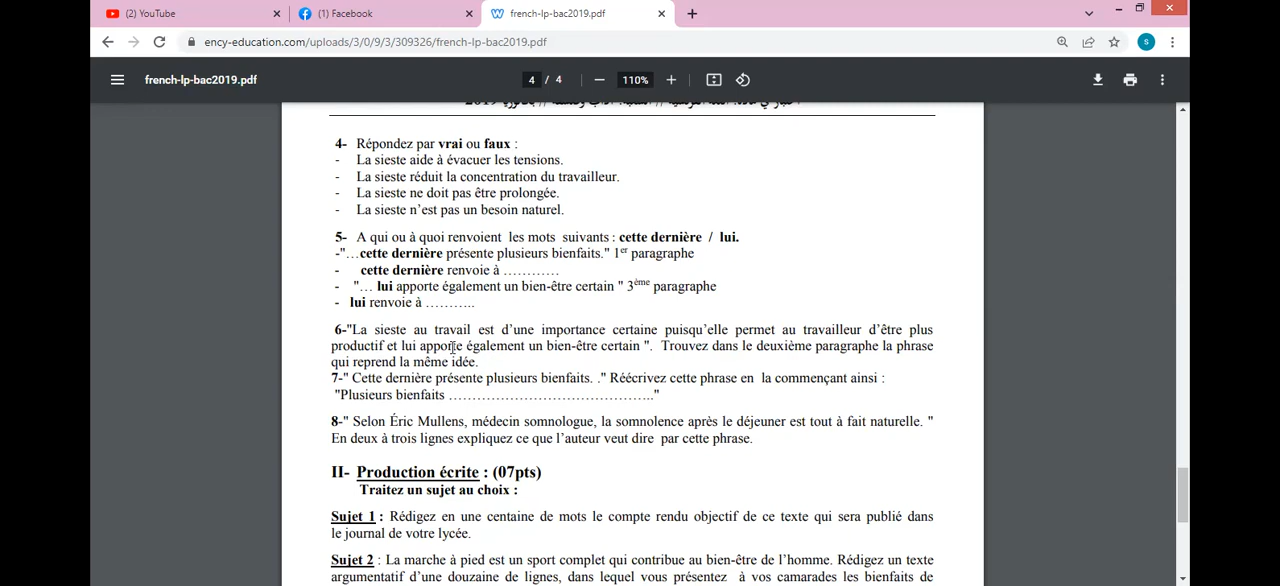 (2) YouTube
(1) Facebook
french-lp-bac2019.pdf
ency-education.com/uploads/3/0/9/3/309326/french-lp-bac2019.pdf
s
french-lp-bac2019.pdf
4 / 4
110%
4- Répondez par vrai ou faux :
- La sieste aide à évacuer les tensions.
- La sieste réduit la concentration du travailleur.
- La sieste ne doit pas être prolongée.
- La sieste n’est pas un besoin naturel.
5- A qui ou à quoi renvoient les mots suivants : cette dernière / lui.
-"…cette dernière présente plusieurs bienfaits." 1er paragraphe
- cette dernière renvoie à …………
- "… lui apporte également un bien-être certain " 3ème paragraphe
- lui renvoie à ………..
6-"La sieste au travail est d’une importance certaine puisqu’elle permet au travailleur d’être plus
productif et lui apporte également un bien-être certain ". Trouvez dans le deuxième paragraphe la phrase
qui reprend la même idée.
7-" Cette dernière présente plusieurs bienfaits. ." Réécrivez cette phrase en la commençant ainsi :
"Plusieurs bienfaits …………………………………….."
8-" Selon Éric Mullens, médecin somnologue, la somnolence après le déjeuner est tout à fait naturelle. "
En deux à trois lignes expliquez ce que l’auteur veut dire par cette phrase.
II- Production écrite : (07pts)
Traitez un sujet au choix :
Sujet 1 : Rédigez en une centaine de mots le compte rendu objectif de ce texte qui sera publié dans
le journal de votre lycée.
Sujet 2 : La marche à pied est un sport complet qui contribue au bien-être de l’homme. Rédigez un texte
argumentatif d’une douzaine de lignes, dans lequel vous présentez à vos camarades les bienfaits de